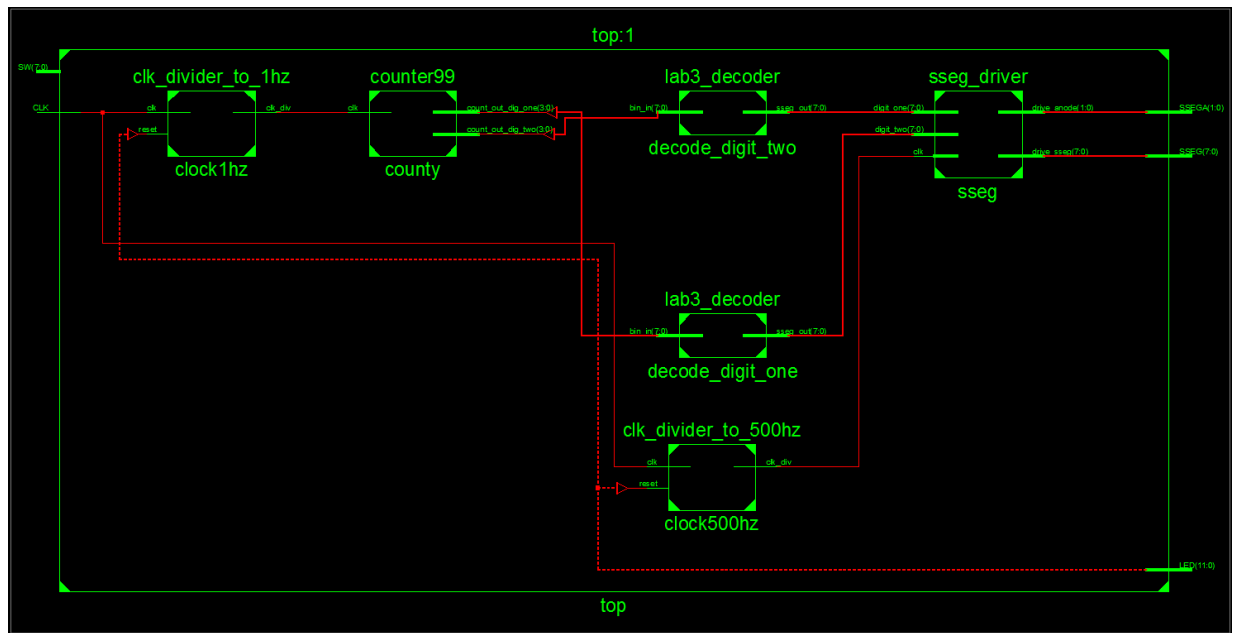 top:1
SW(7:0)
clk_divider_to_1hz
counter99
lab3_decoder
sseg_driver
CLK
clk
clk_div
clk
count_out_dig_one(3:0)
bin_in(7:0)
sseg_out(7:0)
digit_one(7:0)
drive_anode(1:0)
SSEGA(1:0)
reset
count_out_dig_two(3:0)
digit_two(7:0)
decode_digit_two
clk
drive_sseg(7:0)
SSEG(7:0)
clock1hz
county
sseg
lab3_decoder
bin_in(7:0)
sseg_out(7:0)
decode_digit_one
clk_divider_to_500hz
clk
clk_div
reset
clock500hz
LED(11:0)
top